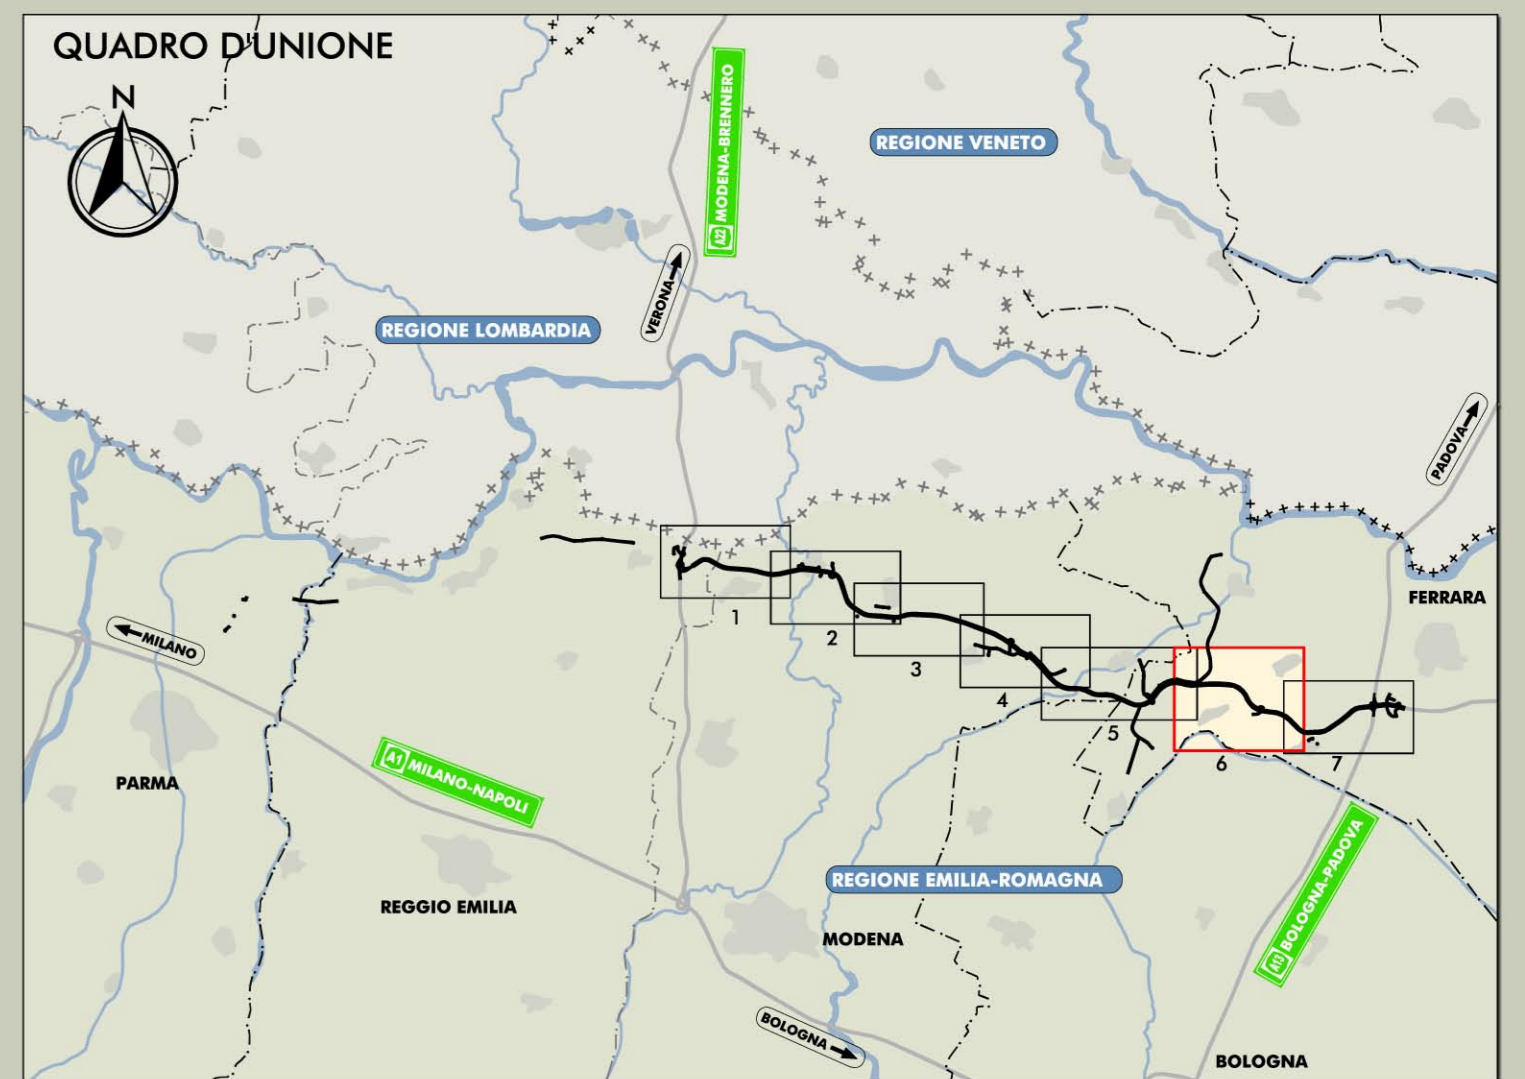 QUADRO D'UNIONE
N
A22 MODENA-BRENNERO
REGIONE VENETO
VERONA
REGIONE LOMBARDIA
PADOVA
FERRARA
MILANO
1
2
3
4
5
6
7
A1 MILANO-NAPOLI
PARMA
A13 BOLOGNA-PADOVA
REGIONE EMILIA-ROMAGNA
REGGIO EMILIA
MODENA
BOLOGNA
BOLOGNA